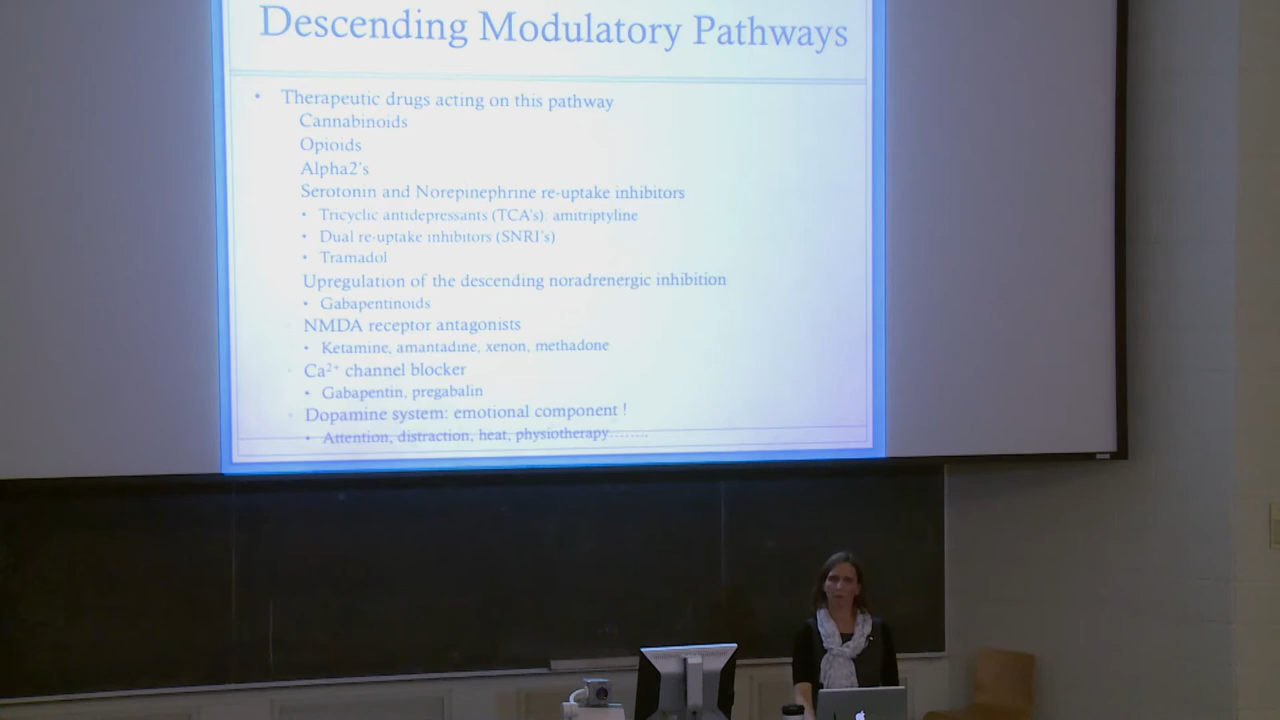 Descending Modulatory Pathways
• Therapeutic drugs acting on this pathway
Cannabinoids
Opioids
Alpha2's
Serotonin and Norepinephrine re-uptake inhibitors
• Tricyclic antidepressants (TCA's): amitriptyline
• Dual re-uptake inhibitors (SNRI's)
• Tramadol
Upregulation of the descending noradrenergic inhibition
• Gabapentinoids
NMDA receptor antagonists
• Ketamine, amantadine, xenon, methadone
Ca²⁺ channel blocker
• Gabapentin, pregabalin
Dopamine system: emotional component !
• Attention, distraction, heat, physiotherapy........